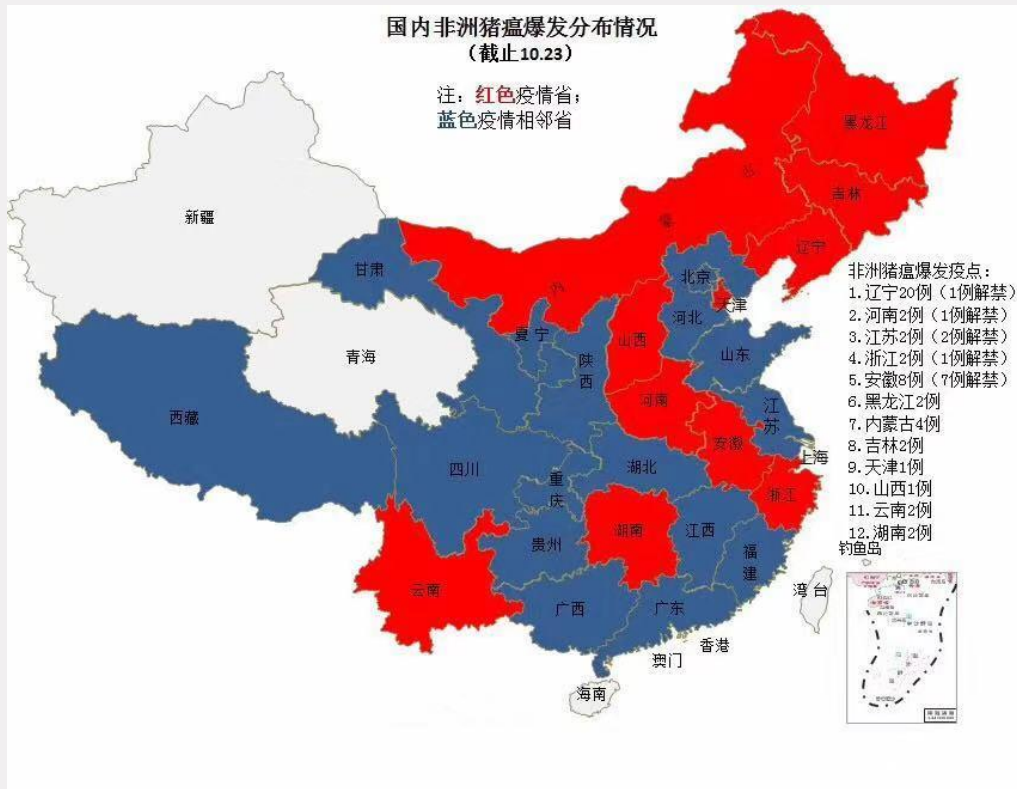 国内非洲猪瘟爆发分布情况
（截止10.23）
注：红色疫情省；
蓝色疫情相邻省
黑龙江
吉林
辽宁
内
蒙
古
新疆
甘肃
北京
天津
河北
山西
山东
夏宁
陕西
青海
河南
江苏
西藏
安徽
上海
四川
重庆
湖北
浙江
湖南
江西
贵州
福建
云南
广西
广东
湾台
香港
澳门
海南
钓鱼岛
非洲猪瘟爆发疫点：
1.辽宁20例（1例解禁）
2.河南2例（1例解禁）
3.江苏2例（2例解禁）
4.浙江2例（1例解禁）
5.安徽8例（7例解禁）
6.黑龙江2例
7.内蒙古4例
8.吉林2例
9.天津1例
10.山西1例
11.云南2例
12.湖南2例